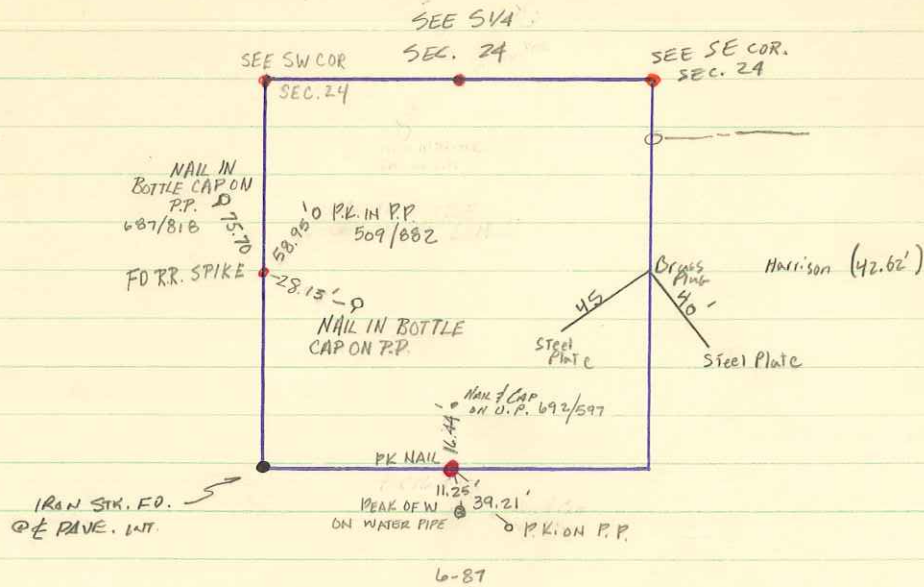 SEE S1/4
SEC. 24
SEE SW COR
SEC. 24
SEE SE COR.
SEC. 24
NAIL IN
BOTTLE CAP ON
P.P.
687/818
75.70
58.95'
P.K. IN P.P.
509/882
FD R.R. SPIKE
28.15'
NAIL IN BOTTLE
CAP ON P.P.
Brass
Plug
Harrison (42.62')
45
40'
Steel
Plate
Steel Plate
NAIL & CAP
ON U.P. 692/597
16.44'
PK NAIL
11.25'
39.21'
PEAK OF W
ON WATER PIPE
P.K. ON P.P.
IRON STK. FD.
@ ℄ PAVE. INT.
6-87